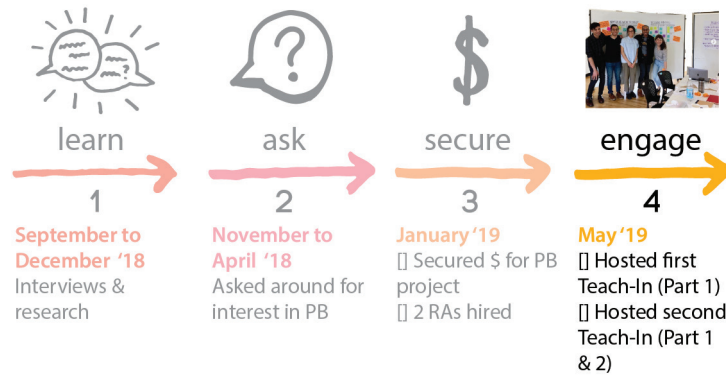 ?
?
$
learn
ask
secure
engage
1
2
3
4
September to
December '18
Interviews &
research
November to
April '18
Asked around for
interest in PB
January '19
[] Secured $ for PB
project
[] 2 RAs hired
May '19
[] Hosted first
Teach-In (Part 1)
[] Hosted second
Teach-In (Part 1
& 2)